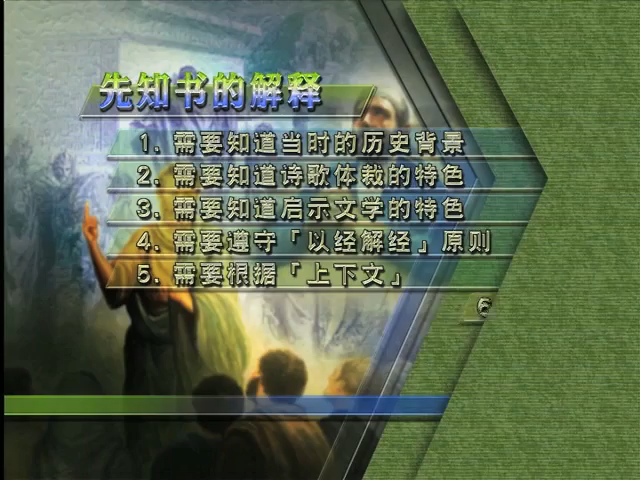 先知书的解释
1. 需要知道当时的历史背景
2. 需要知道诗歌体裁的特色
3. 需要知道启示文学的特色
4. 需要遵守「以经解经」原则
5. 需要根据「上下文」